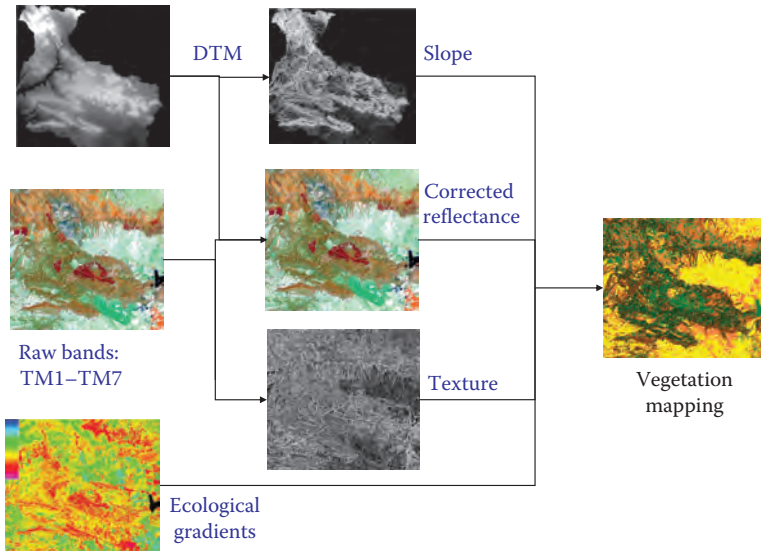 DTM
Slope
Corrected
reflectance
Raw bands:
TM1–TM7
Texture
Vegetation
mapping
Ecological
gradients